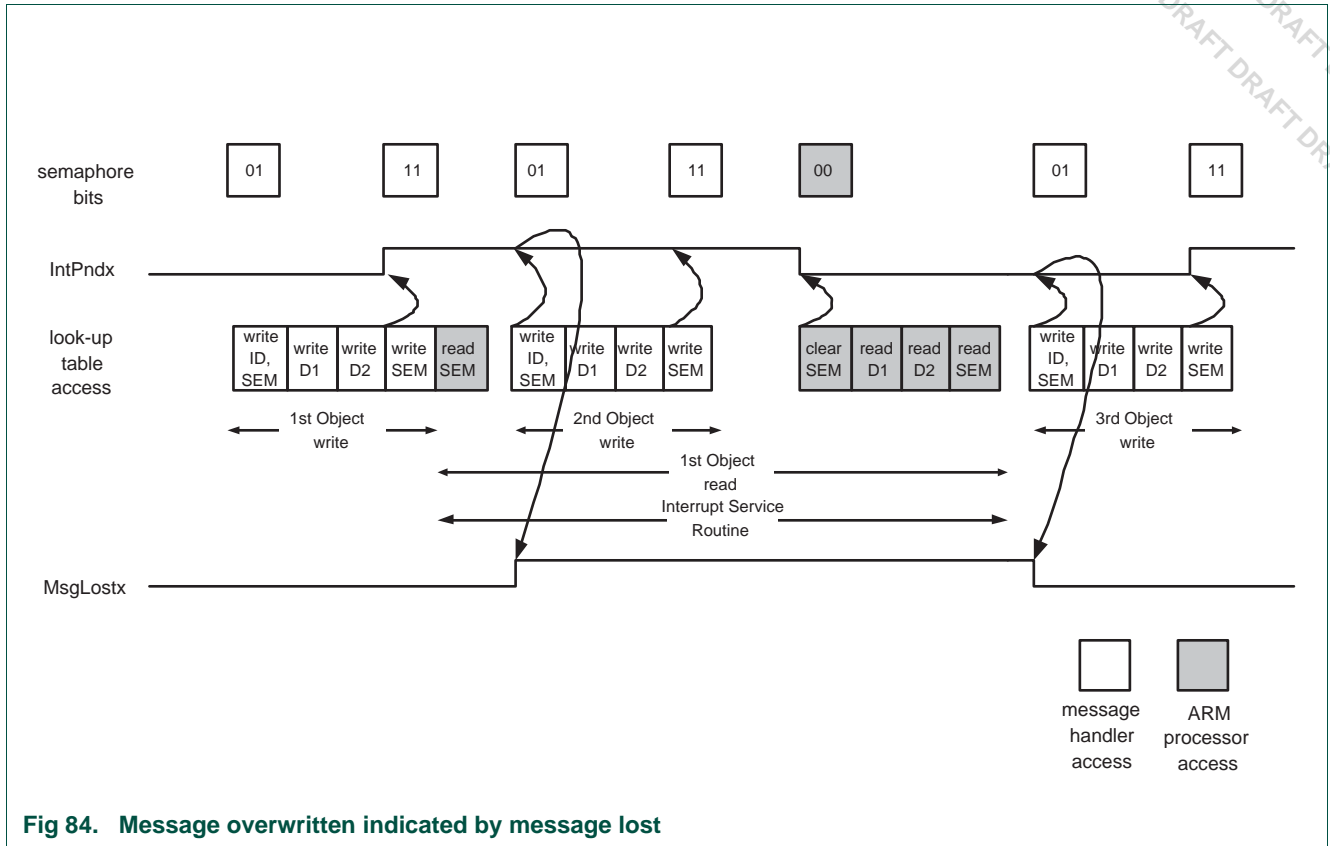 DRAFT DRAFT DRA
DRAFT
semaphore
bits
01
11
01
11
00
01
11
IntPndx
look-up
table
access
write
ID,
SEM
write
D1
write
D2
write
SEM
read
SEM
write
ID,
SEM
write
D1
write
D2
write
SEM
clear
SEM
read
D1
read
D2
read
SEM
write
ID,
SEM
write
D1
write
D2
write
SEM
1st Object
write
2nd Object
write
3rd Object
write
1st Object
read
Interrupt Service
Routine
MsgLostx
message
handler
access
ARM
processor
access
Fig 84. Message overwritten indicated by message lost